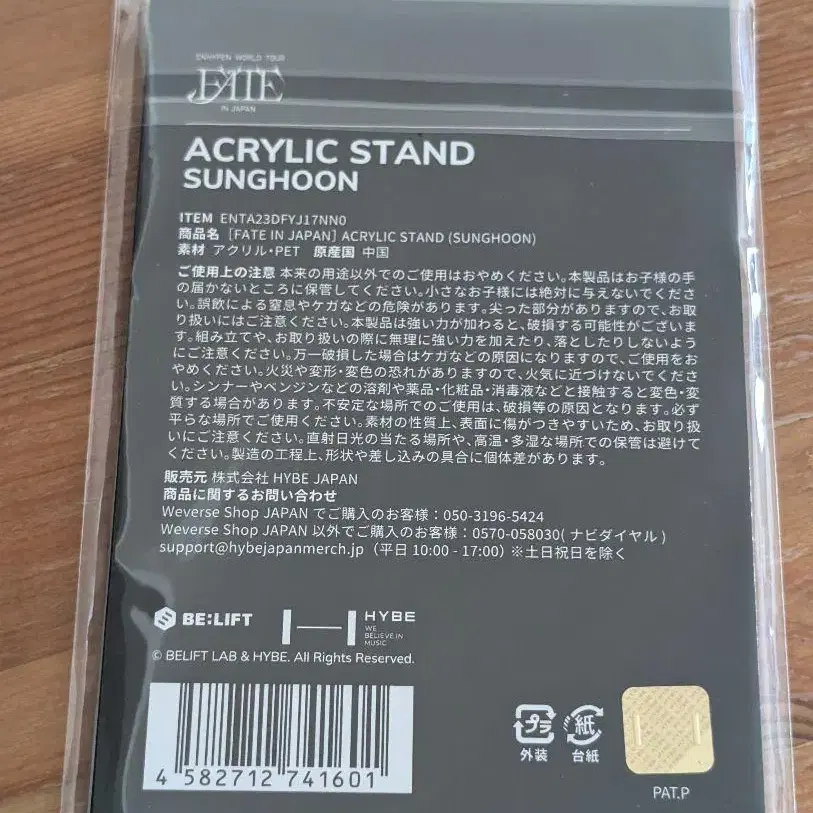 ENHYPEN WORLD TOUR
FATE
IN JAPAN
ACRYLIC STAND
SUNGHOON
ITEM ENTA23DFYJ17NN0
商品名 [FATE IN JAPAN] ACRYLIC STAND (SUNGHOON)
素材 アクリル・PET 原産国 中国
ご使用上の注意 本来の用途以外でのご使用はおやめください。本製品はお子様の手
の届かないところに保管してください。小さなお子様には絶対に与えないでくださ
い。誤飲による窒息やケガなどの危険があります。尖った部分がありますので、お取
り扱いにはご注意ください。本製品は強い力が加わると、破損する可能性がございま
す。組み立てや、お取り扱いの際に無理に強い力を加えたり、落としたりしないよう
にご注意ください。万一破損した場合はケガなどの原因になりますので、ご使用をお
やめください。火災や変形・変色の恐れがありますので、火気に近づけないでくださ
い。シンナーやベンジンなどの溶剤や薬品・化粧品・消毒液などと接触すると変色・変
質する場合があります。不安定な場所でのご使用は、破損等の原因となります。必ず
平らな場所でご使用ください。素材の性質上、表面に傷がつきやすいため、お取り扱
いにご注意ください。直射日光の当たる場所や、高温・多湿な場所での保管は避けて
ください。製造の工程上、形状や差し込みの具合に個体差があります。
販売元 株式会社 HYBE JAPAN
商品に関するお問い合わせ
Weverse Shop JAPAN でご購入のお客様：050-3196-5424
Weverse Shop JAPAN 以外でご購入のお客様：0570-058030( ナビダイヤル )
support@hybejapanmerch.jp（平日 10:00 - 17:00）※土日祝日を除く
BE:LIFT
HYBE
WE
BELIEVE IN
MUSIC
© BELIFT LAB & HYBE. All Rights Reserved.
4 582712 741601
プラ 紙
外装 台紙
PAT.P